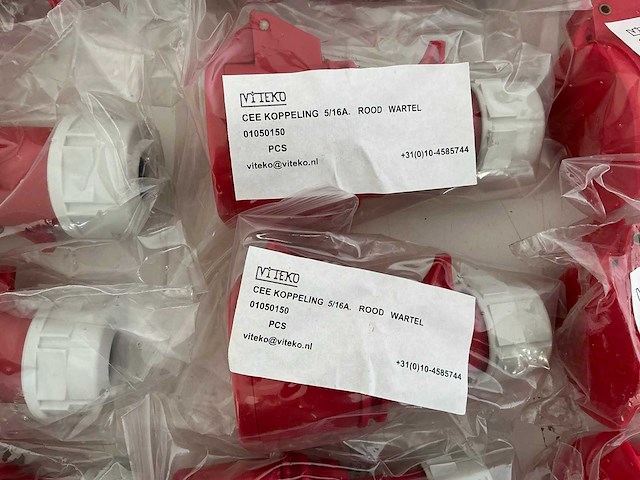 VITEKO
CEE KOPPELING 5/16A. ROOD WARTEL
01050150
PCS
viteko@viteko.nl
+31(0)10-4585744
VITEKO
CEE KOPPELING 5/16A. ROOD WARTEL
01050150
PCS
viteko@viteko.nl
+31(0)10-4585744